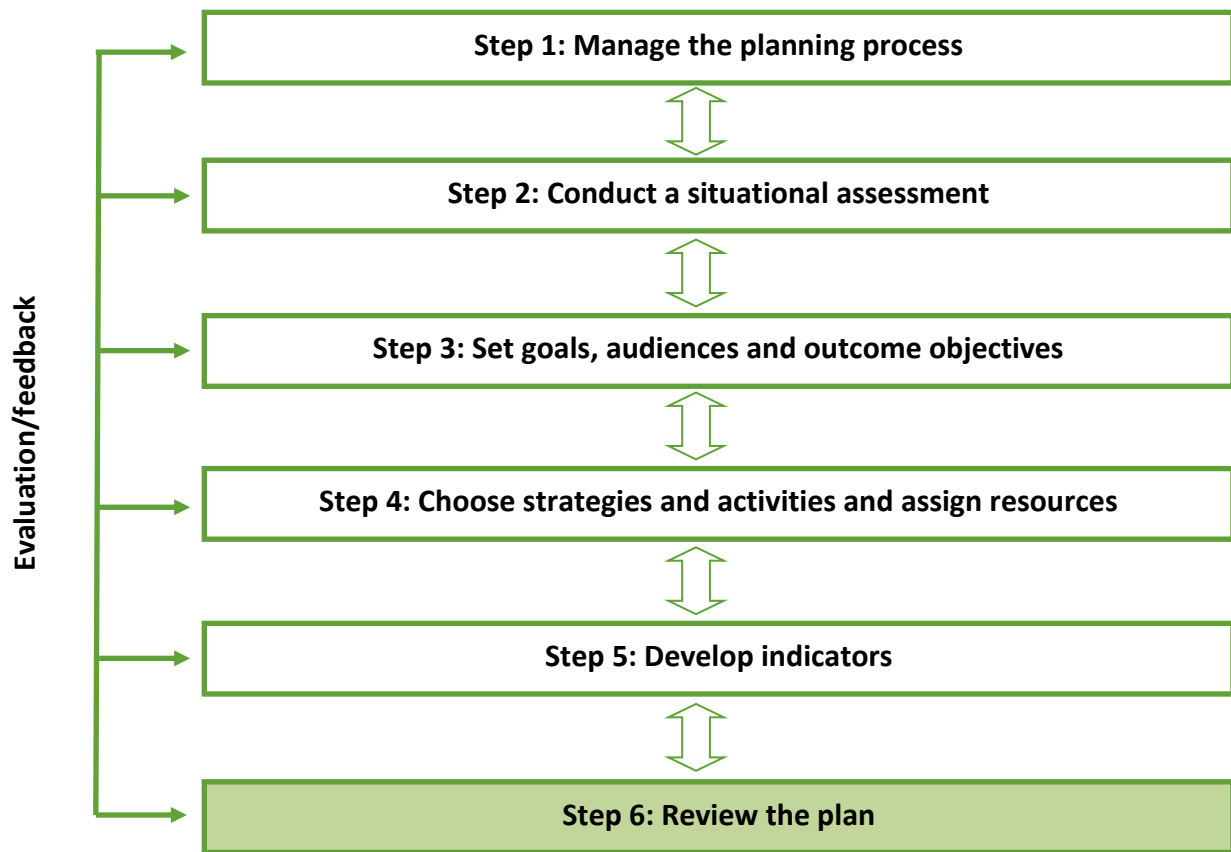 Step 1: Manage the planning process
Step 2: Conduct a situational assessment
Step 3: Set goals, audiences and outcome objectives
Step 4: Choose strategies and activities and assign resources
Step 5: Develop indicators
Step 6: Review the plan
Evaluation/feedback